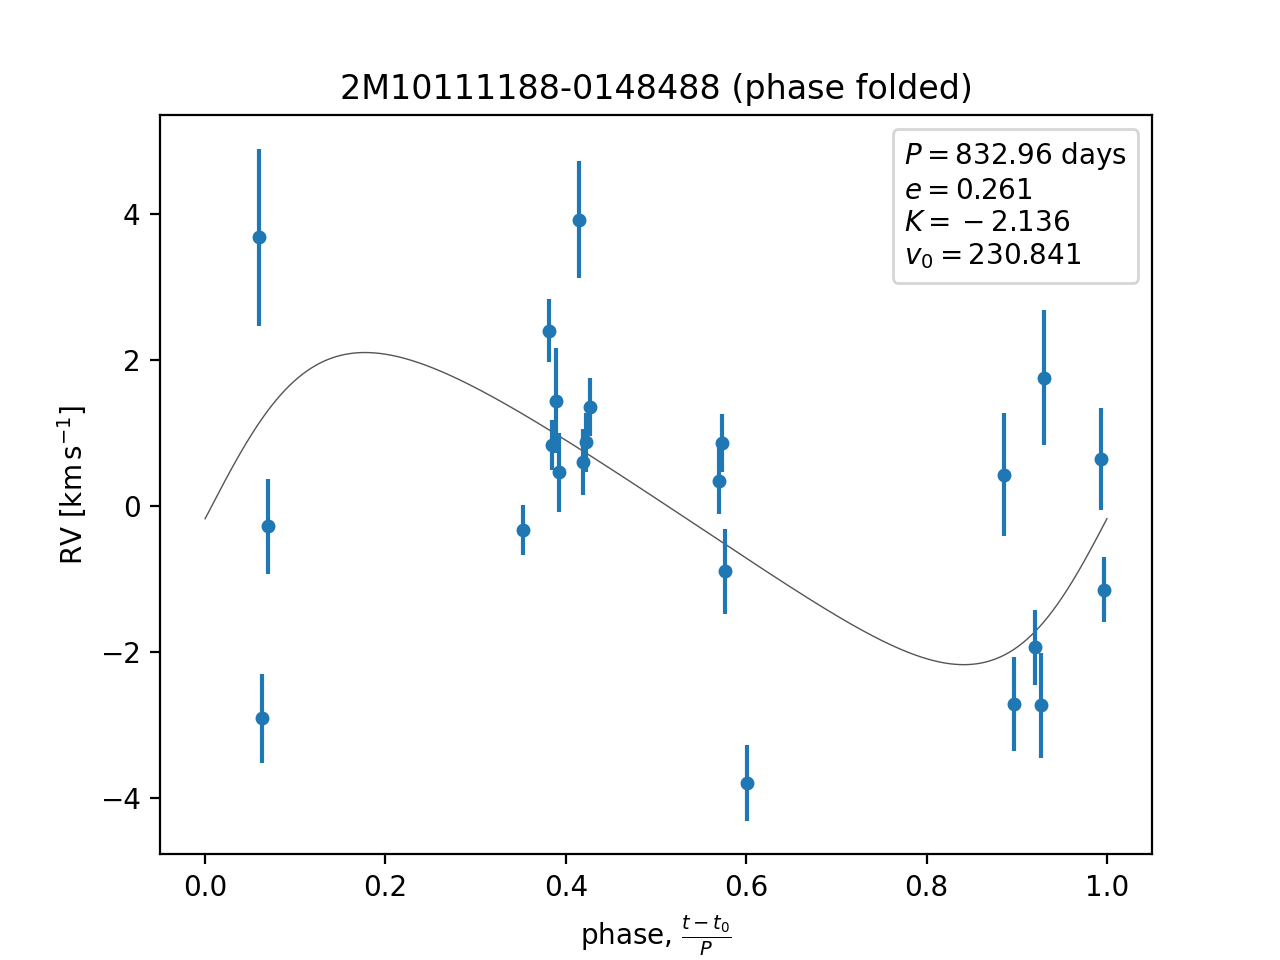 2M10111188-0148488 (phase folded)
P = 832.96 days
e = 0.261
K = −2.136
v₀ = 230.841
RV [km s⁻¹]
4
2
0
−2
−4
0.0 0.2 0.4 0.6 0.8 1.0
phase, (t − t₀)/P